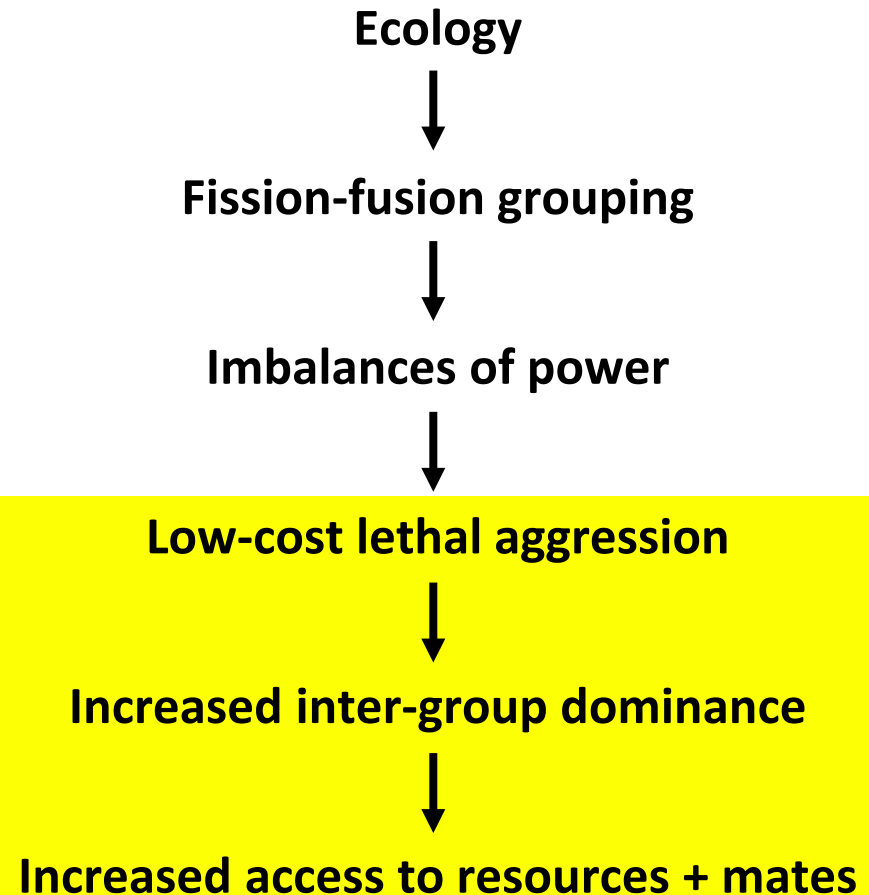 Ecology
Fission-fusion grouping
Imbalances of power
Low-cost lethal aggression
Increased inter-group dominance
Increased access to resources + mates